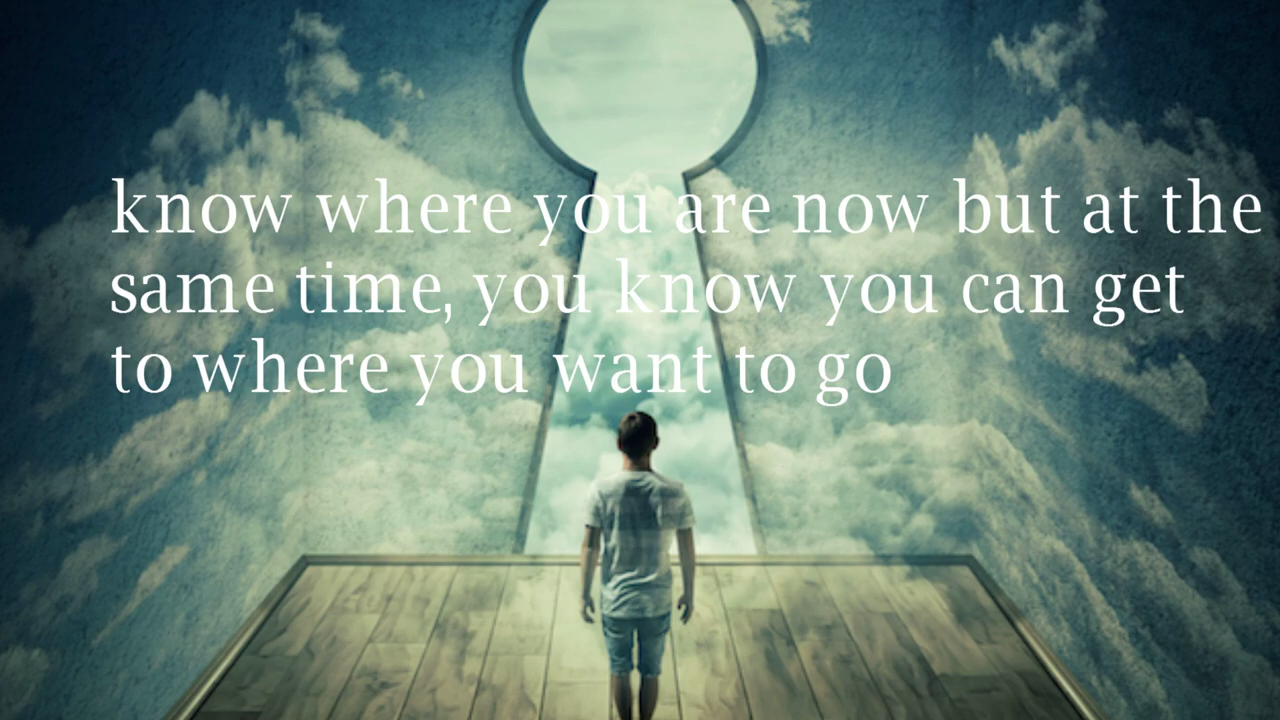 know where you are now but at the
same time, you know you can get
to where you want to go